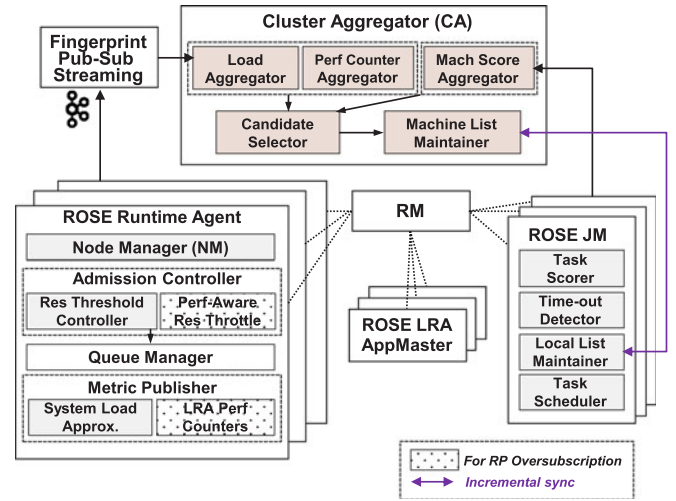 Cluster Aggregator (CA)
Fingerprint
Pub-Sub
Streaming
Load
Aggregator
Perf Counter
Aggregator
Mach Score
Aggregator
Candidate
Selector
Machine List
Maintainer
ROSE Runtime Agent
Node Manager (NM)
Admission Controller
Res Threshold
Controller
Perf-Aware
Res Throttle
Queue Manager
Metric Publisher
System Load
Approx.
LRA Perf
Counters
RM
ROSE LRA
AppMaster
ROSE JM
Task
Scorer
Time-out
Detector
Local List
Maintainer
Task
Scheduler
For RP Oversubscription
Incremental sync